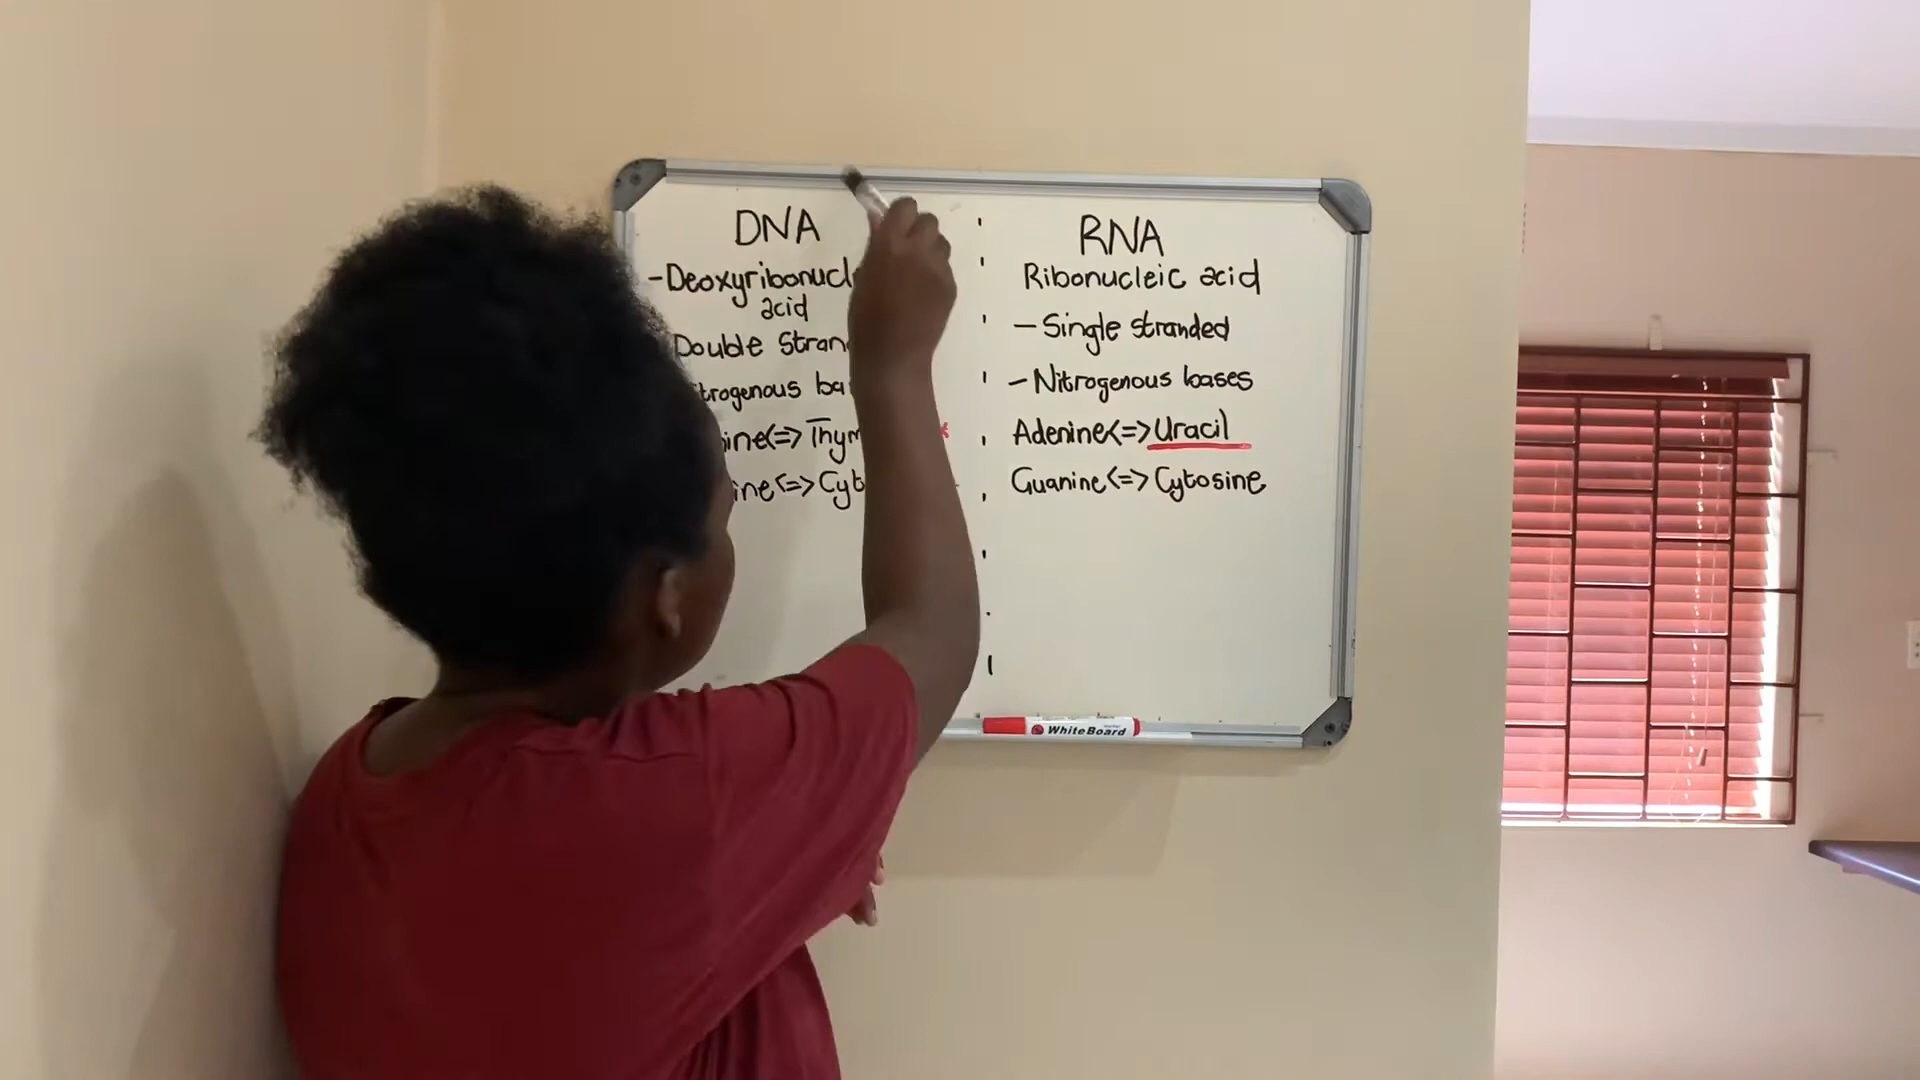 DNA
-Deoxyribonucl
acid
Double Stran
trogenous ba
ine<=> Thym
ine<=> Cyt
RNA
Ribonucleic acid
- Single stranded
- Nitrogenous bases
Adenine<=> Uracil
Guanine<=> Cytosine
WhiteBoard